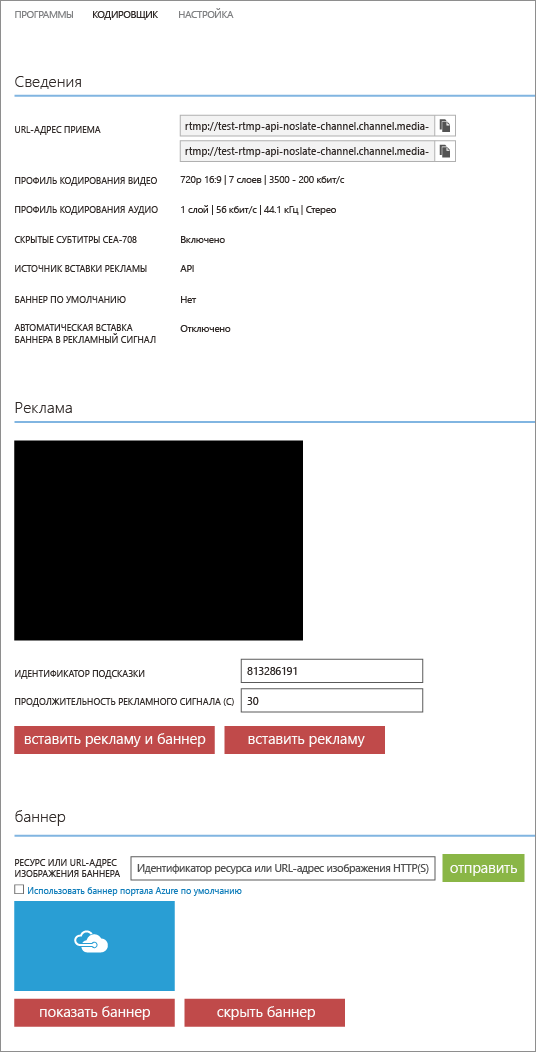 ПРОГРАММЫ КОДИРОВЩИК НАСТРОЙКА
Сведения
URL-АДРЕС ПРИЕМА rtmp://test-rtmp-api-noslate-channel.channel.media-
rtmp://test-rtmp-api-noslate-channel.channel.media-
ПРОФИЛЬ КОДИРОВАНИЯ ВИДЕО 720p 16:9 | 7 слоев | 3500 - 200 кбит/с
ПРОФИЛЬ КОДИРОВАНИЯ АУДИО 1 слой | 56 кбит/с | 44.1 кГц | Стерео
СКРЫТЫЕ СУБТИТРЫ CEA-708 Включено
ИСТОЧНИК ВСТАВКИ РЕКЛАМЫ API
БАННЕР ПО УМОЛЧАНИЮ Нет
АВТОМАТИЧЕСКАЯ ВСТАВКА
БАННЕРА В РЕКЛАМНЫЙ СИГНАЛ Отключено
Реклама
ИДЕНТИФИКАТОР ПОДСКАЗКИ 813286191
ПРОДОЛЖИТЕЛЬНОСТЬ РЕКЛАМНОГО СИГНАЛА (С) 30
вставить рекламу и баннер вставить рекламу
баннер
РЕСУРС ИЛИ URL-АДРЕС
ИЗОБРАЖЕНИЯ БАННЕРА Идентификатор ресурса или URL-адрес изображения HTTP(S) отправить
Использовать баннер портала Azure по умолчанию
показать баннер скрыть баннер